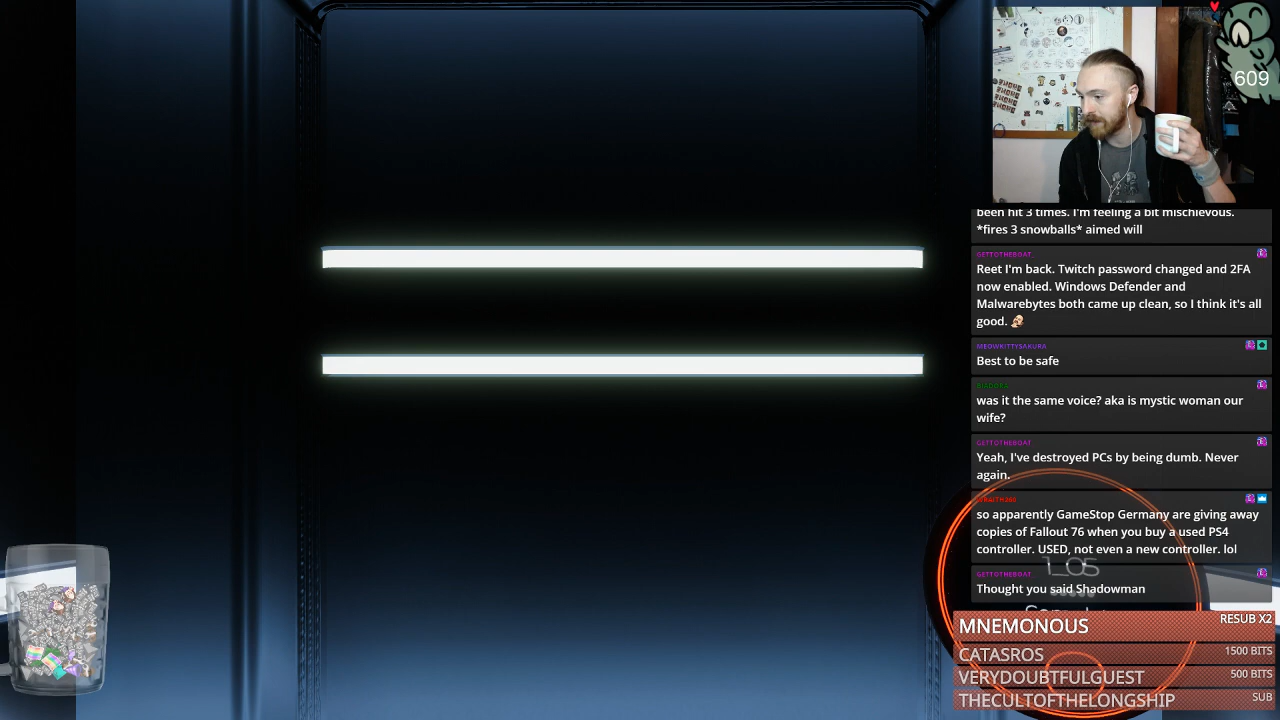 609
been hit 3 times. I'm feeling a bit mischievous.
*fires 3 snowballs* aimed will
GETTOTHEBOAT
Reet I'm back. Twitch password changed and 2FA
now enabled. Windows Defender and
Malwarebytes both came up clean, so I think it's all
good.
MEOWKITTYSAKURA
Best to be safe
was it the same voice? aka is mystic woman our
wife?
GETTOTHEBOAT
Yeah, I've destroyed PCs by being dumb. Never
again.
so apparently GameStop Germany are giving away
copies of Fallout 76 when you buy a used PS4
controller. USED, not even a new controller. lol
GETTOTHEBOAT
Thought you said Shadowman
MNEMONOUS RESUB X2
CATASROS 1500 BITS
VERYDOUBTFULGUEST 500 BITS
THECULTOFTHELONGSHIP SUB